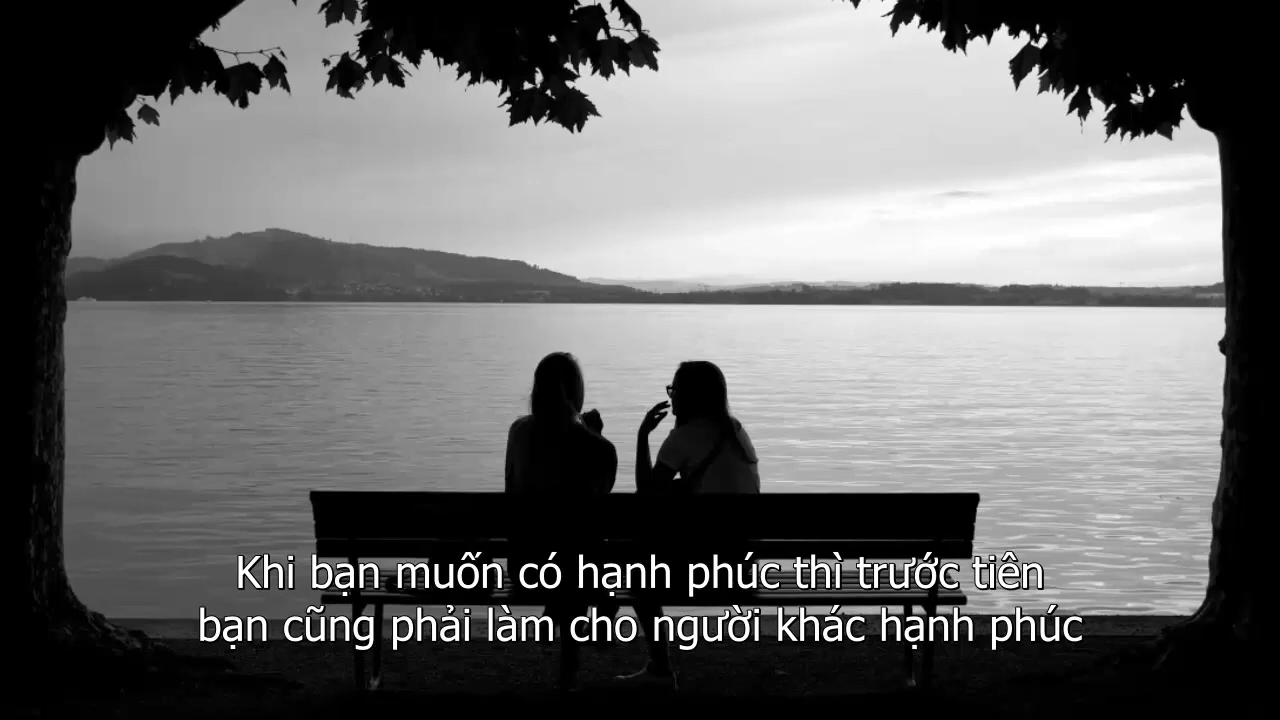 Khi bạn muốn có hạnh phúc thì trước tiên
bạn cũng phải làm cho người khác hạnh phúc